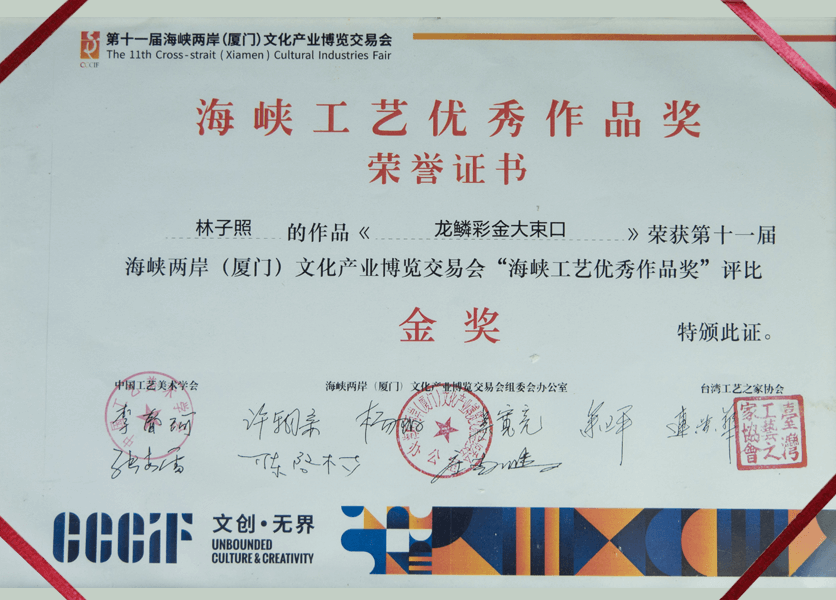 第十一届海峡两岸(厦门)文化产业博览交易会
The 11th Cross-strait (Xiamen) Cultural Industries Fair
CCCIF
海峡工艺优秀作品奖
荣誉证书
林子照 的作品《 龙鳞彩金大束口 》荣获第十一届
海峡两岸(厦门)文化产业博览交易会“海峡工艺优秀作品奖”评比
金奖
特颁此证。
中国工艺美术学会 海峡两岸(厦门)文化产业博览交易会组委会办公室 台湾工艺之家协会
臺灣
工藝之
家協會
CCCIF 文创·无界
UNBOUNDED
CULTURE & CREATIVITY